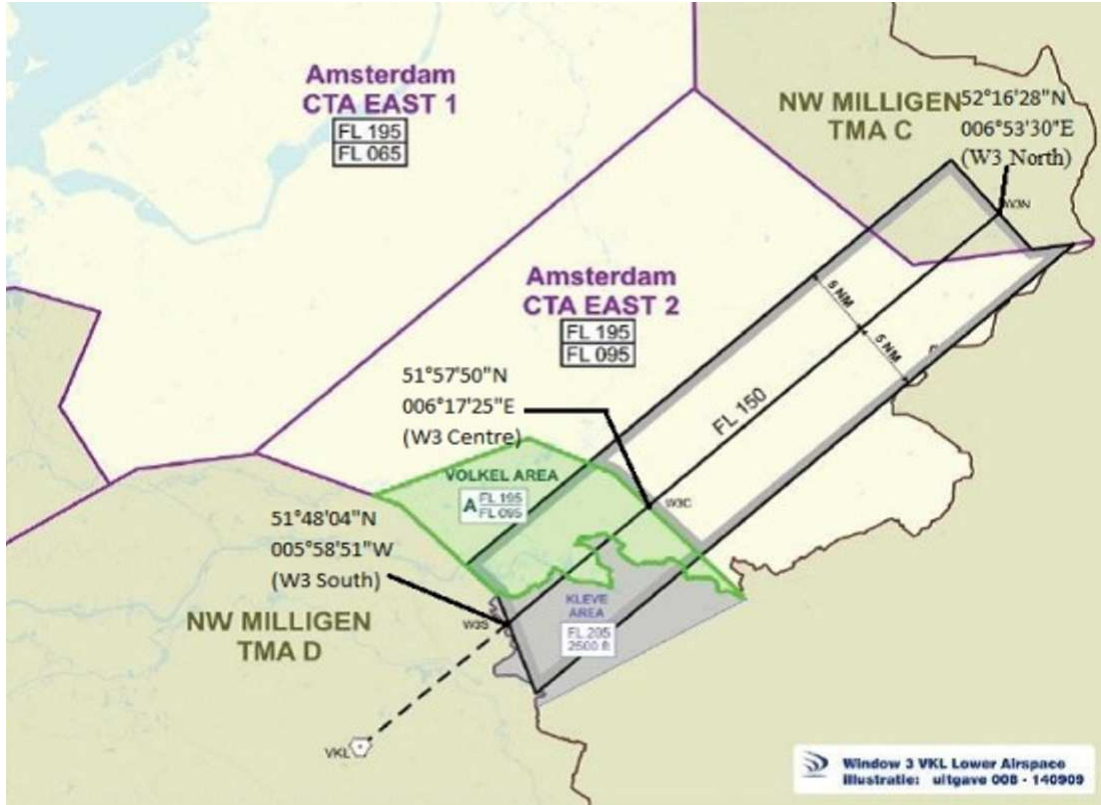 Amsterdam
CTA EAST 1
FL 195
FL 065
NW MILLIGEN
TMA C
52°16'28"N
006°53'30"E
(W3 North)
W3N
Amsterdam
CTA EAST 2
FL 195
FL 095
5 NM
5 NM
51°57'50"N
006°17'25"E
(W3 Centre)
FL 150
VOLKEL AREA
A FL 195
FL 095
W3C
51°48'04"N
005°58'51"W
(W3 South)
KLEVE
AREA
FL 205
2500 ft
W3S
NW MILLIGEN
TMA D
VKL
Window 3 VKL Lower Airspace
Illustratie: uitgave 008 - 140909